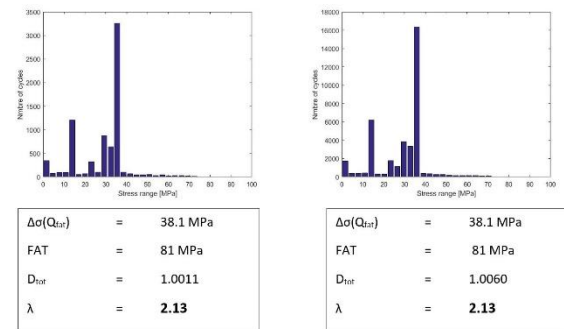 3500
3000
2500
2000
1500
1000
500
0
Nmbre of cycles
0 10 20 30 40 50 60 70 80 90 100
Stress range [MPa]
18000
16000
14000
12000
10000
8000
6000
4000
2000
0
Nmbre of cycles
0 10 20 30 40 50 60 70 80 90 100
Stress range [MPa]
Δσ(Qfat) = 38.1 MPa
FAT = 81 MPa
Dtot = 1.0011
λ = 2.13
Δσ(Qfat) = 38.1 MPa
FAT = 81 MPa
Dtot = 1.0060
λ = 2.13